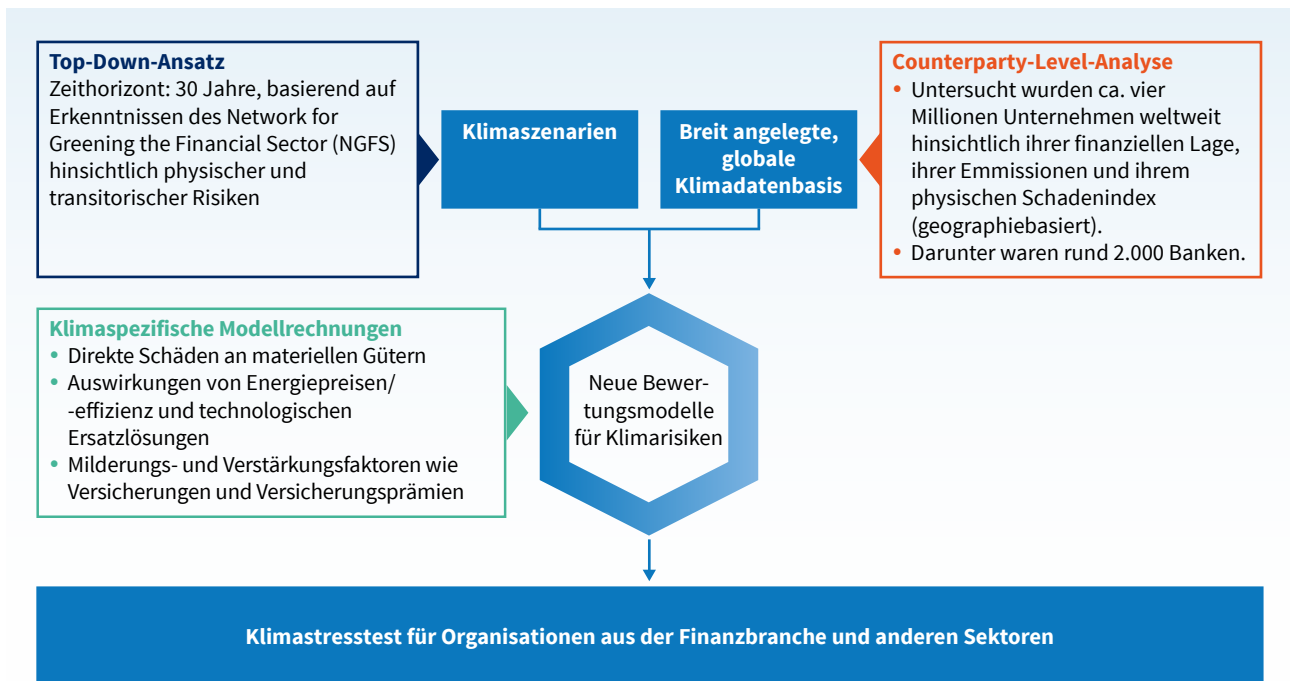 Top-Down-Ansatz
Zeithorizont: 30 Jahre, basierend auf
Erkenntnissen des Network for
Greening the Financial Sector (NGFS)
hinsichtlich physischer und
transitorischer Risiken
Klimaszenarien
Breit angelegte,
globale
Klimadatenbasis
Counterparty-Level-Analyse
• Untersucht wurden ca. vier
Millionen Unternehmen weltweit
hinsichtlich ihrer finanziellen Lage,
ihrer Emmissionen und ihrem
physischen Schadenindex
(geographiebasiert).
• Darunter waren rund 2.000 Banken.
Klimaspezifische Modellrechnungen
• Direkte Schäden an materiellen Gütern
• Auswirkungen von Energiepreisen/
-effizienz und technologischen
Ersatzlösungen
• Milderungs- und Verstärkungsfaktoren wie
Versicherungen und Versicherungsprämien
Neue Bewer-
tungsmodelle
für Klimarisiken
Klimastresstest für Organisationen aus der Finanzbranche und anderen Sektoren